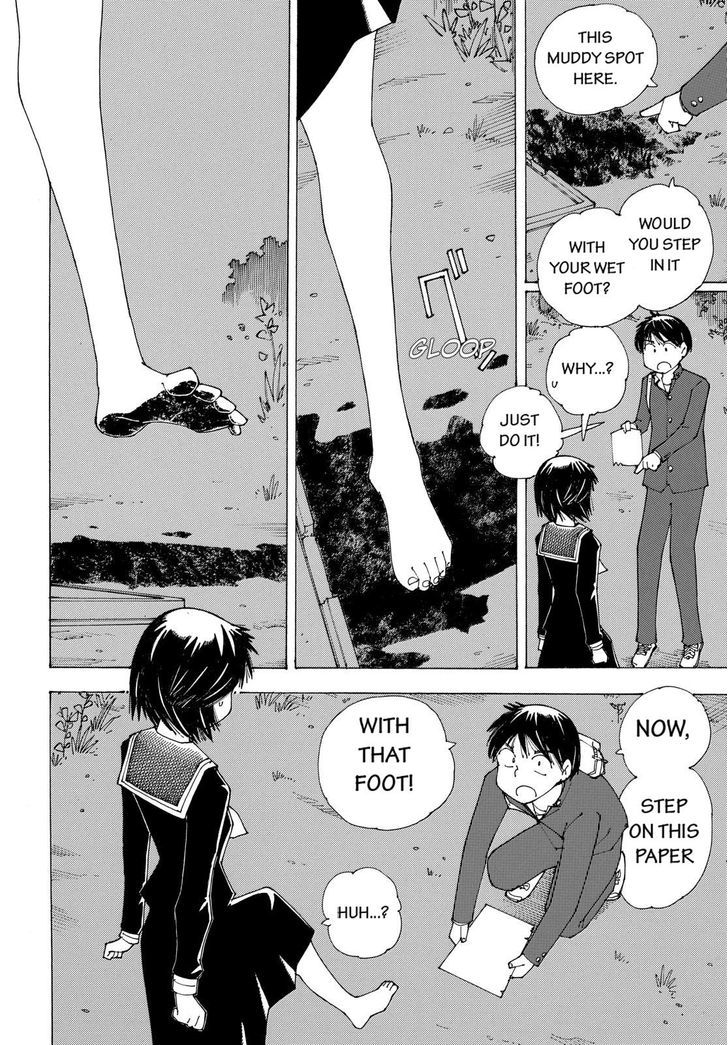 THIS
MUDDY SPOT
HERE.
WOULD
YOU STEP
IN IT
WITH
YOUR WET
FOOT?
WHY...?
JUST
DO IT!
グ
GLOOP
NOW,
STEP
ON THIS
PAPER
WITH
THAT
FOOT!
HUH...?